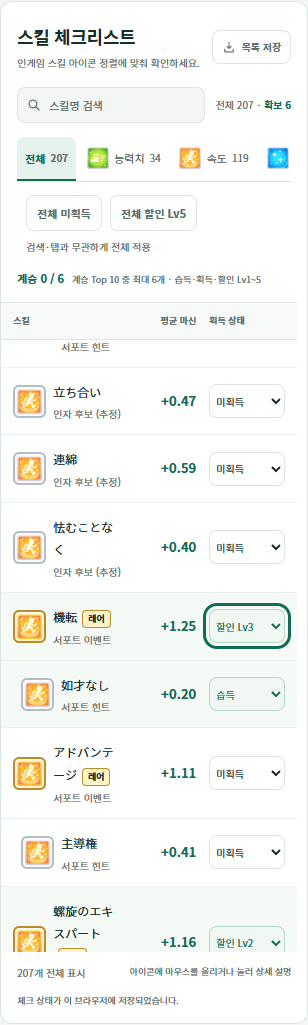 스킬 체크리스트
목록 저장
인게임 스킬 아이콘 정렬에 맞춰 확인하세요.
스킬명 검색
전체 207 · 확보 6
전체 207 능력치 34 속도 119
전체 미획득 전체 할인 Lv5
검색·탭과 무관하게 전체 적용
계승 0 / 6 계승 Top 10 중 최대 6개 · 습득·획득·할인 Lv1~5
스킬 평균 마신 획득 상태
서포트 힌트
立ち合い
인자 후보 (추정)
+0.47 미획득
連綿
인자 후보 (추정)
+0.59 미획득
怯むことな
く
인자 후보 (추정)
+0.40 미획득
機転 레어
서포트 이벤트
+1.25 할인 Lv3
如才なし
서포트 힌트
+0.20 습득
アドバンテ
ージ 레어
서포트 이벤트
+1.11 미획득
主導権
서포트 힌트
+0.41 미획득
螺旋のエキ
スパート
+1.16 할인 Lv2
207개 전체 표시
아이콘에 마우스를 올리거나 눌러 상세 설명
체크 상태가 이 브라우저에 저장되었습니다.